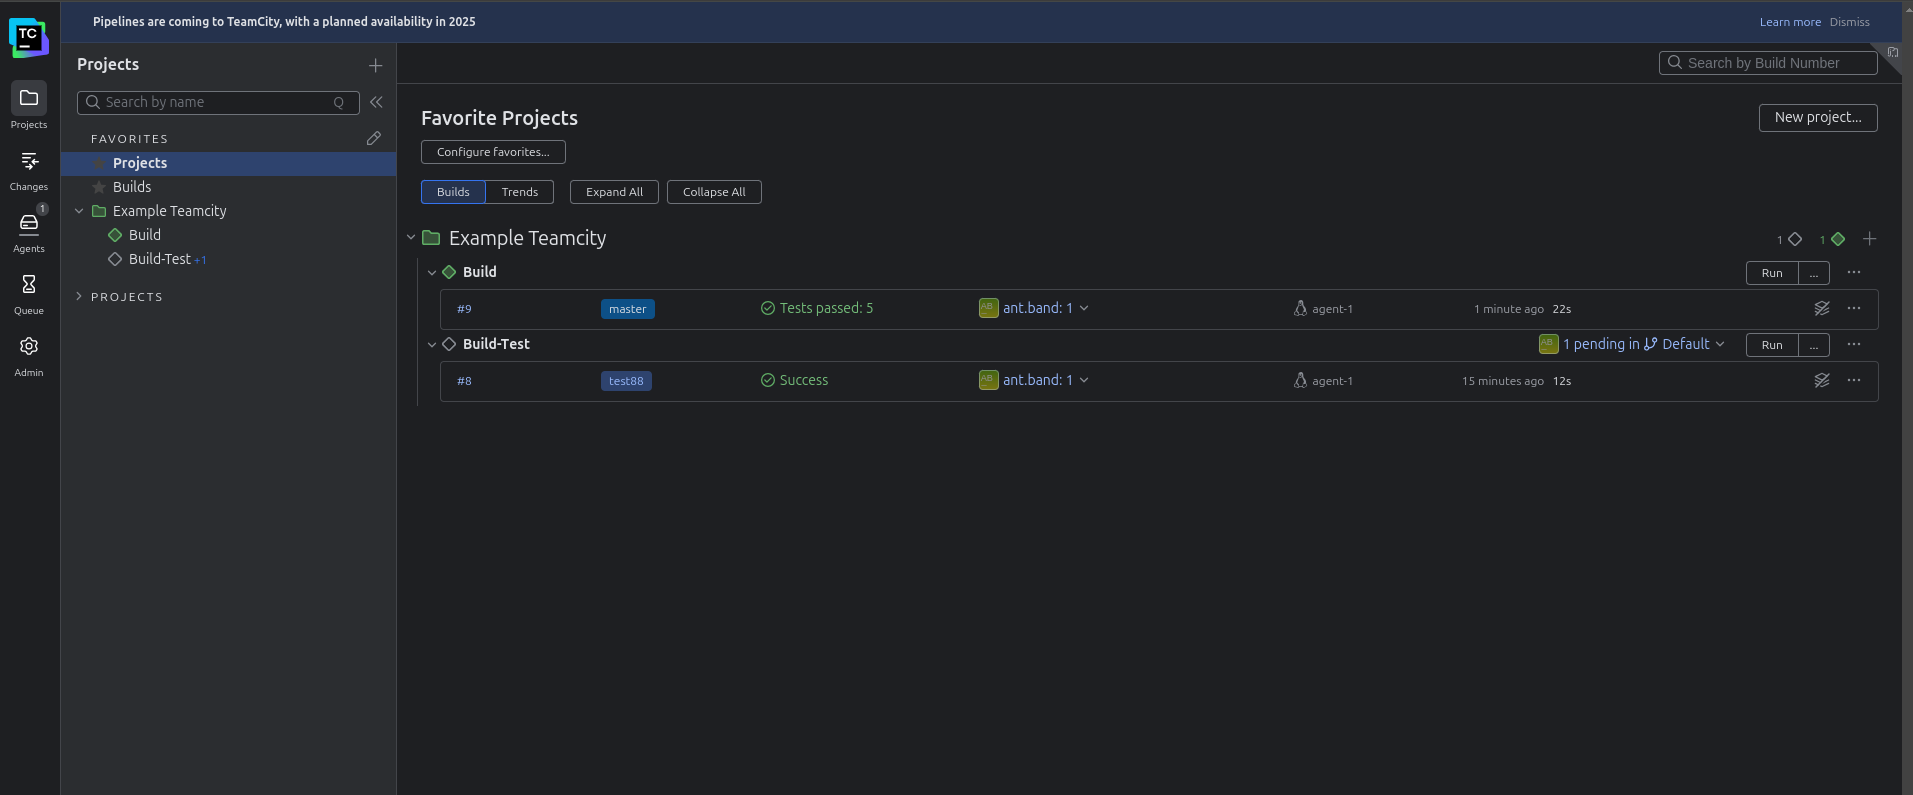 Pipelines are coming to TeamCity, with a planned availability in 2025
Learn more Dismiss
TC
Projects
Changes
1
Agents
Queue
Admin
Projects
Search by name Q
FAVORITES
Projects
Builds
Example Teamcity
Build
Build-Test +1
PROJECTS
Search by Build Number
Favorite Projects
New project...
Configure favorites...
Builds Trends Expand All Collapse All
Example Teamcity 1 1
Build Run ...
#9 master Tests passed: 5 AB ant.band: 1 agent-1 1 minute ago 22s
Build-Test AB 1 pending in Default Run ...
#8 test88 Success AB ant.band: 1 agent-1 15 minutes ago 12s